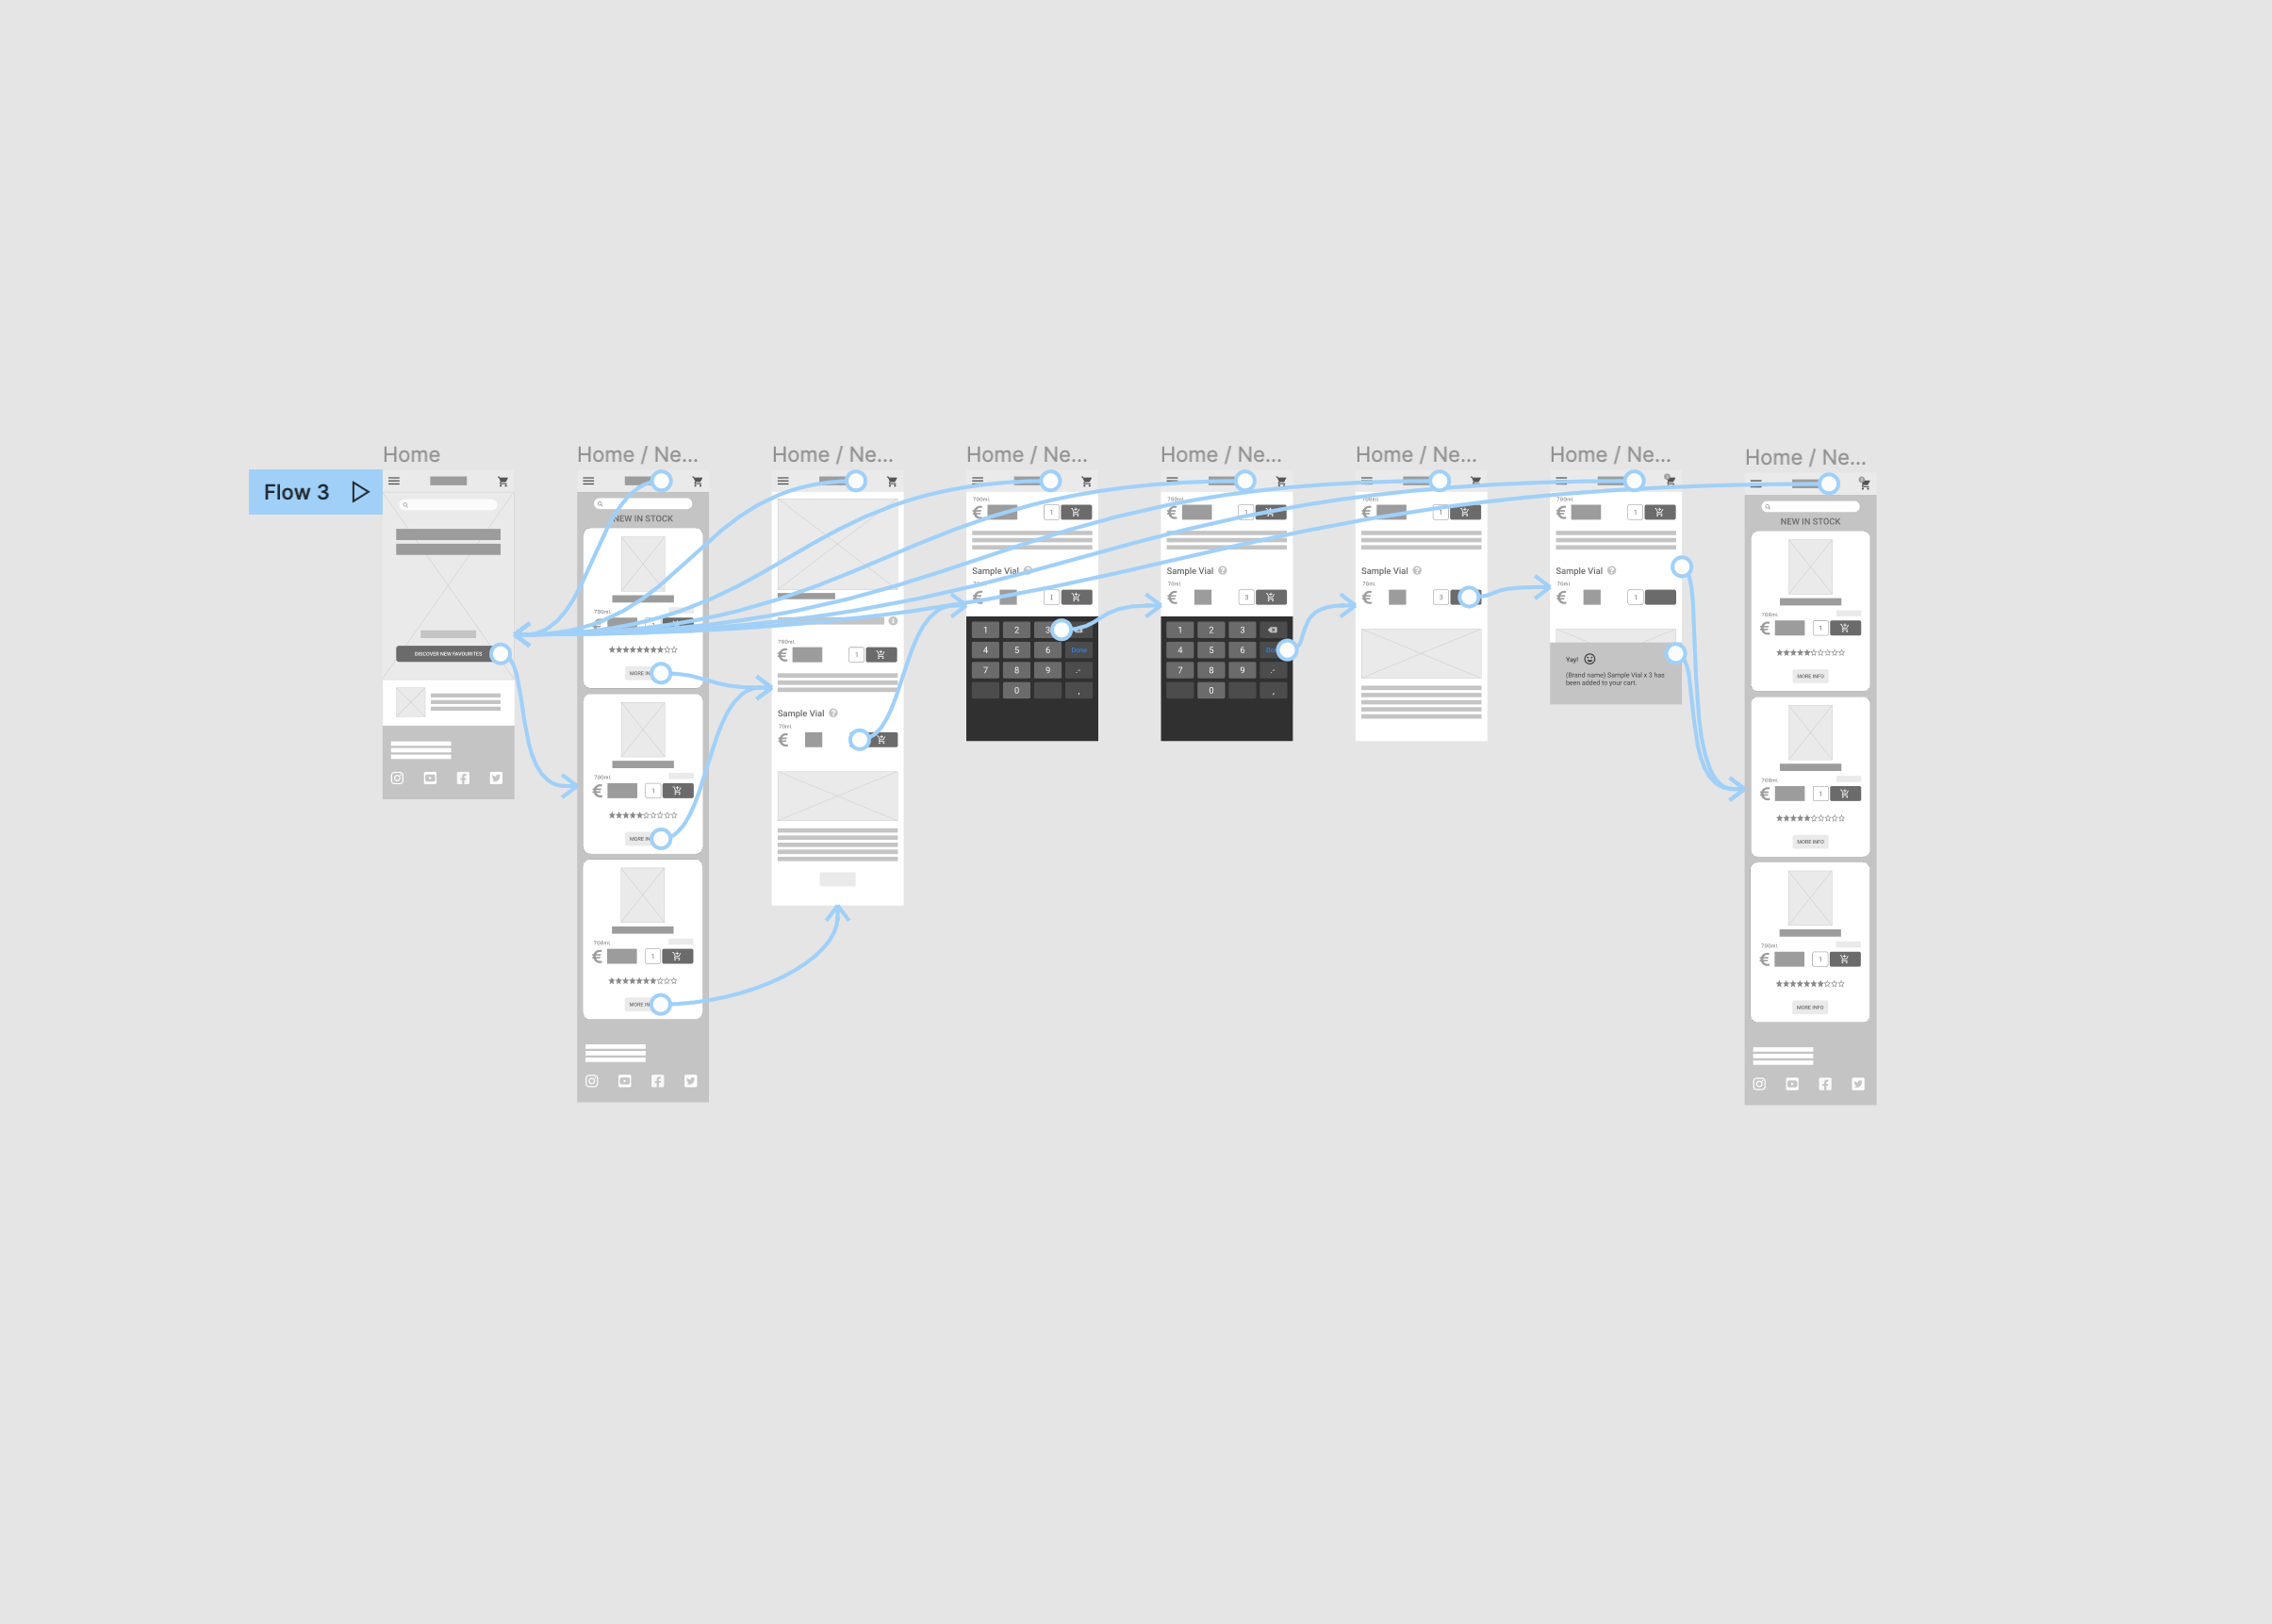 Home
Home / Ne...
Home / Ne...
Home / Ne...
Home / Ne...
Home / Ne...
Home / Ne...
Home / Ne...
Flow 3
DISCOVER NEW FAVOURITES
NEW IN STOCK
700ml
€
MORE IN
700ml
€ 1
MORE IN
700ml
€ 1
MORE IN
700ml
€ 1
Sample Vial ?
70ml
€
700ml
€ 1
Sample Vial
€ 1
1 2 3
4 5 6 Done
7 8 9 .-
0 ,
700ml
€ 1
Sample Vial ?
70ml
€ 3
1 2 3
4 5 6
7 8 9 .-
0 ,
700ml
€ 1
Sample Vial ?
70ml
€ 3
700ml
€ 1
Sample Vial ?
70ml
€ 1
Yay!
(Brand name) Sample Vial x 3 has
been added to your cart.
NEW IN STOCK
700ml
€ 1
MORE INFO
700ml
€ 1
MORE INFO
700ml
€ 1
MORE INFO